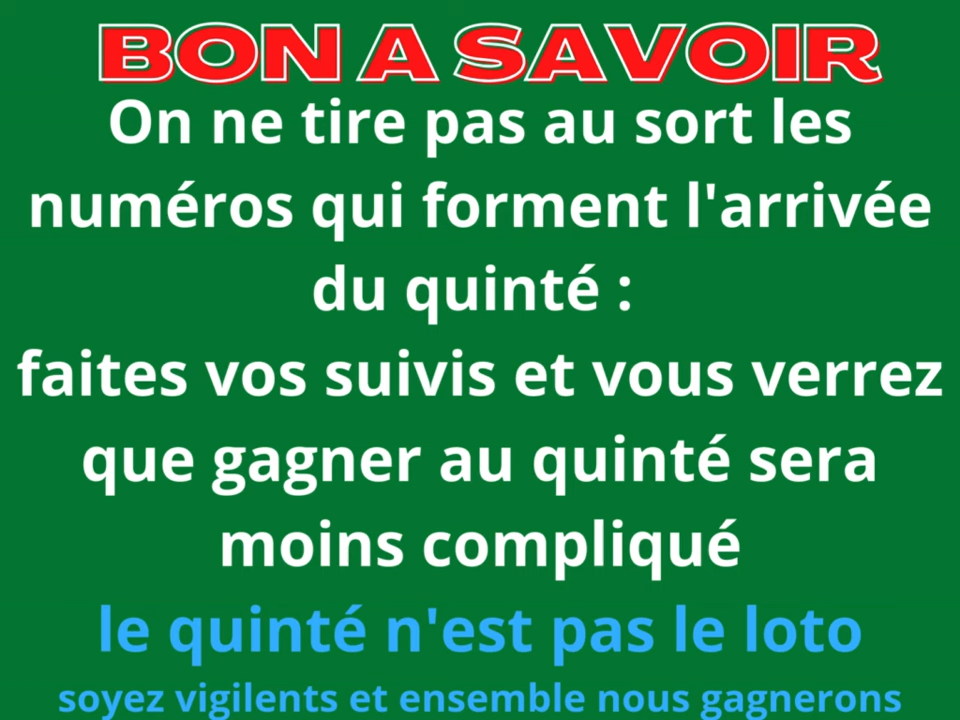 BON A SAVOIR
On ne tire pas au sort les
numéros qui forment l'arrivée
du quinté :
faites vos suivis et vous verrez
que gagner au quinté sera
moins compliqué
le quinté n'est pas le loto
soyez vigilents et ensemble nous gagnerons